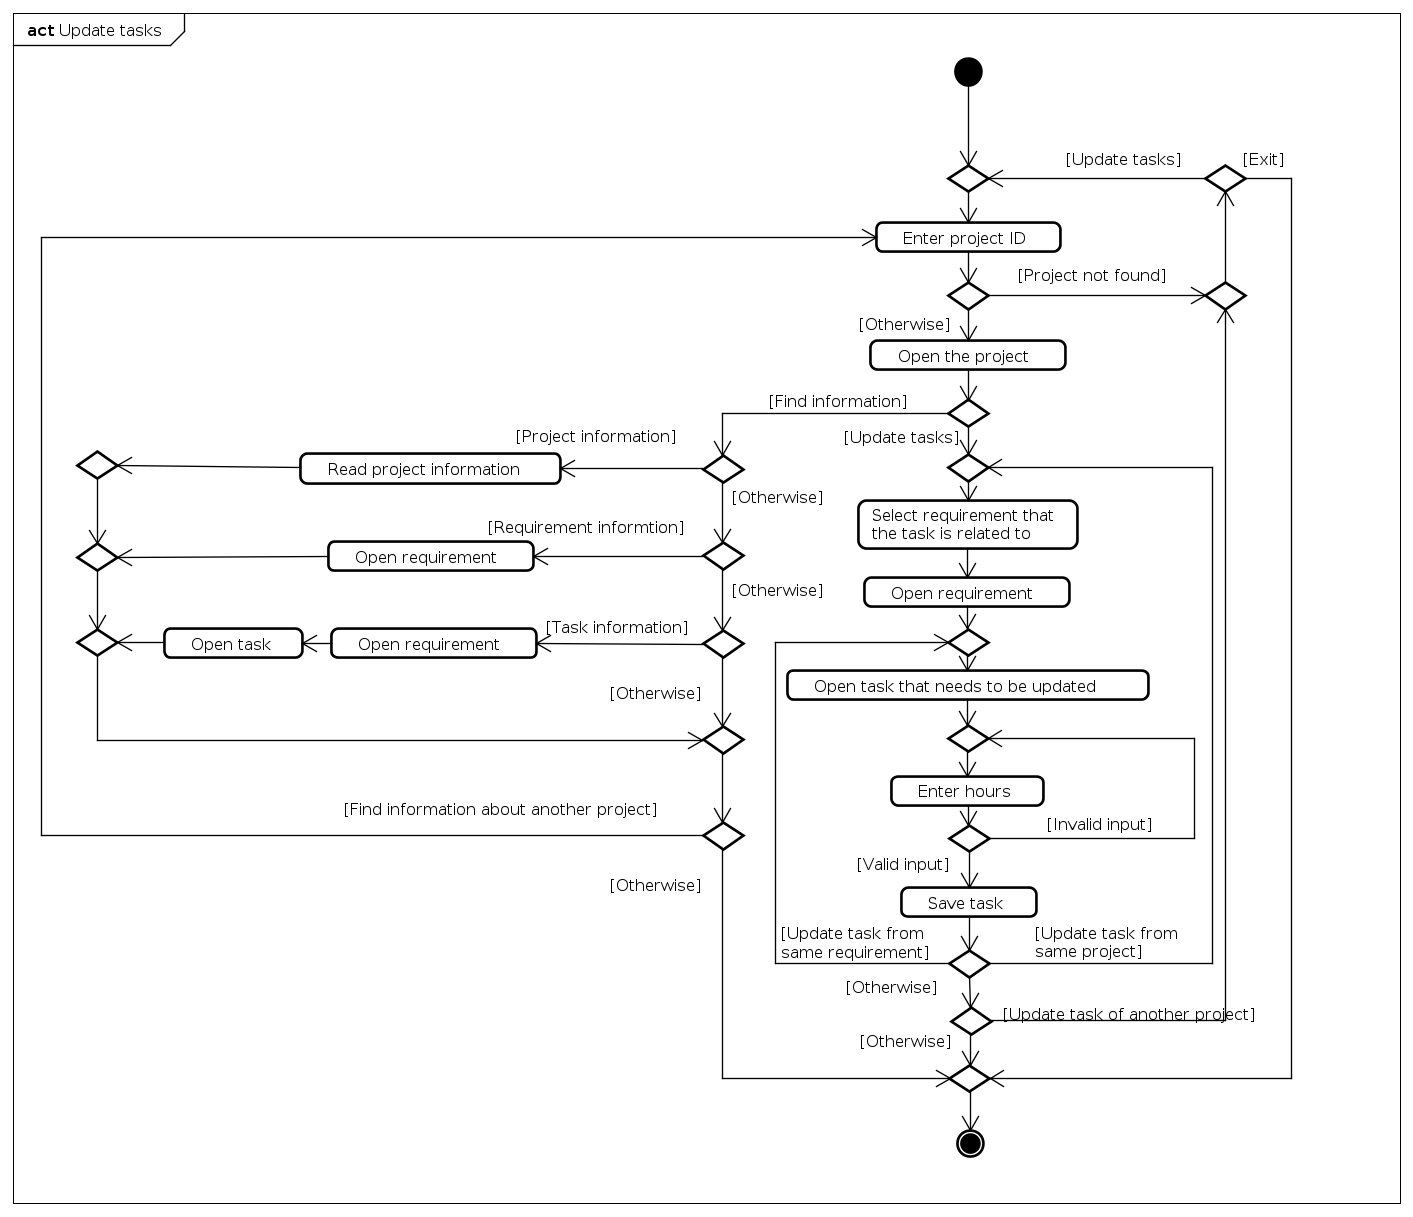 act Update tasks
[Update tasks]
[Exit]
Enter project ID
[Project not found]
[Otherwise]
Open the project
[Find information]
[Project information]
[Update tasks]
Read project information
[Otherwise]
Select requirement that
the task is related to
[Requirement informtion]
Open requirement
[Otherwise]
Open requirement
[Task information]
Open task
Open requirement
[Otherwise]
Open task that needs to be updated
Enter hours
[Find information about another project]
[Invalid input]
[Valid input]
[Otherwise]
Save task
[Update task from
same requirement]
[Update task from
same project]
[Otherwise]
[Update task of another project]
[Otherwise]